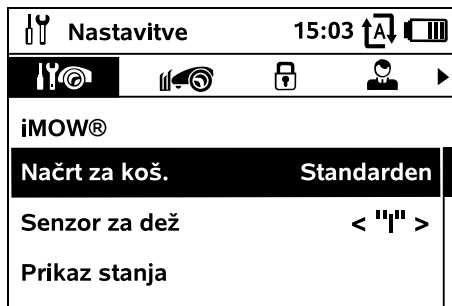 Nastavitve 15:03 A
iMOW®
Načrt za koš. Standarden
Senzor za dež < "|" >
Prikaz stanja